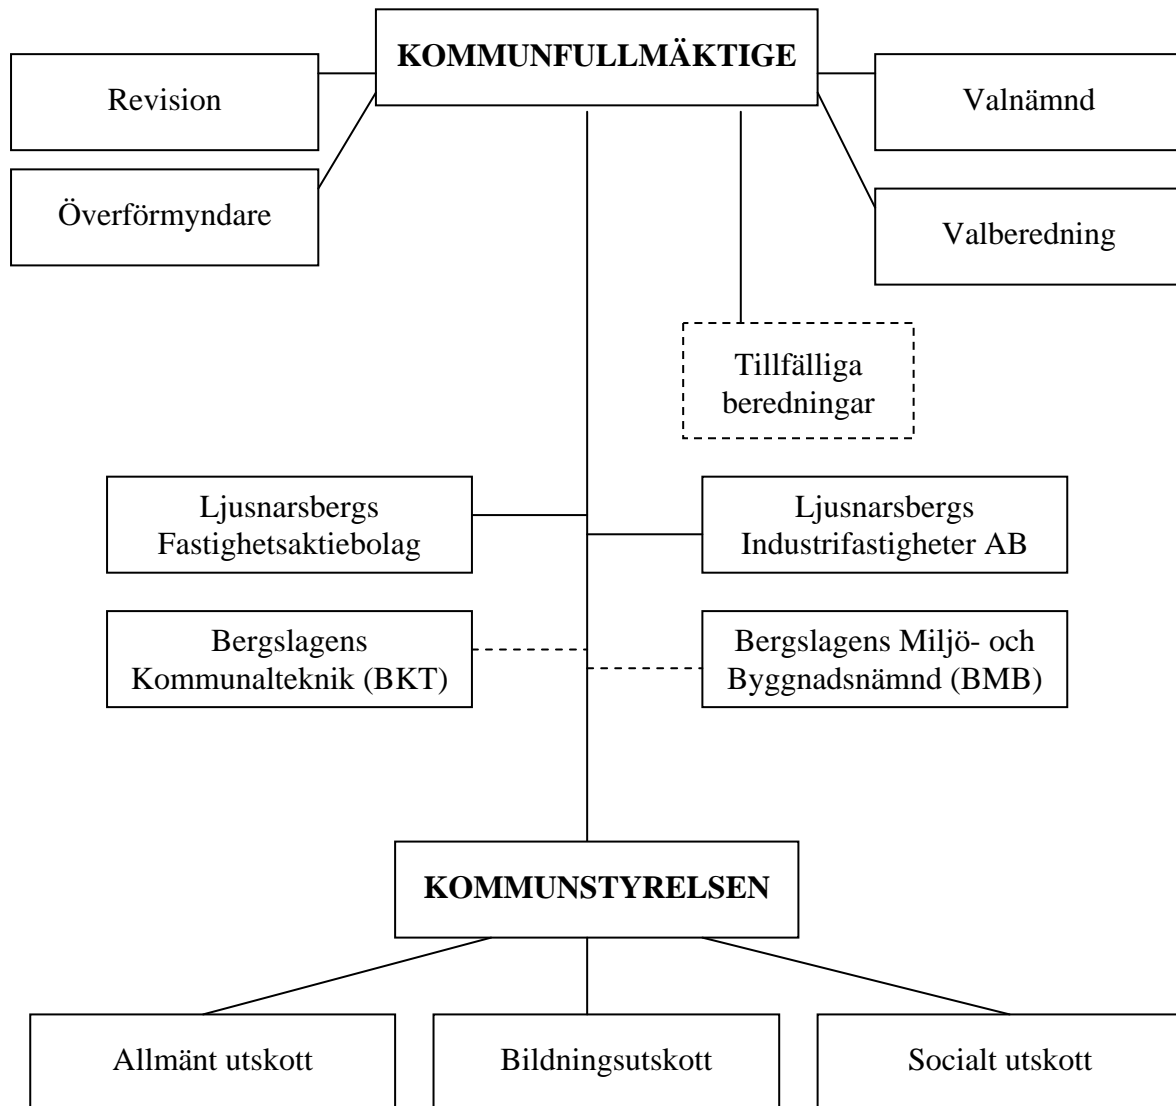 KOMMUNFULLMÄKTIGE
Revision
Valnämnd
Överförmyndare
Valberedning
Tillfälliga
beredningar
Ljusnarsbergs
Fastighetsaktiebolag
Ljusnarsbergs
Industrifastigheter AB
Bergslagens
Kommunalteknik (BKT)
Bergslagens Miljö- och
Byggnadsnämnd (BMB)
KOMMUNSTYRELSEN
Allmänt utskott
Bildningsutskott
Socialt utskott